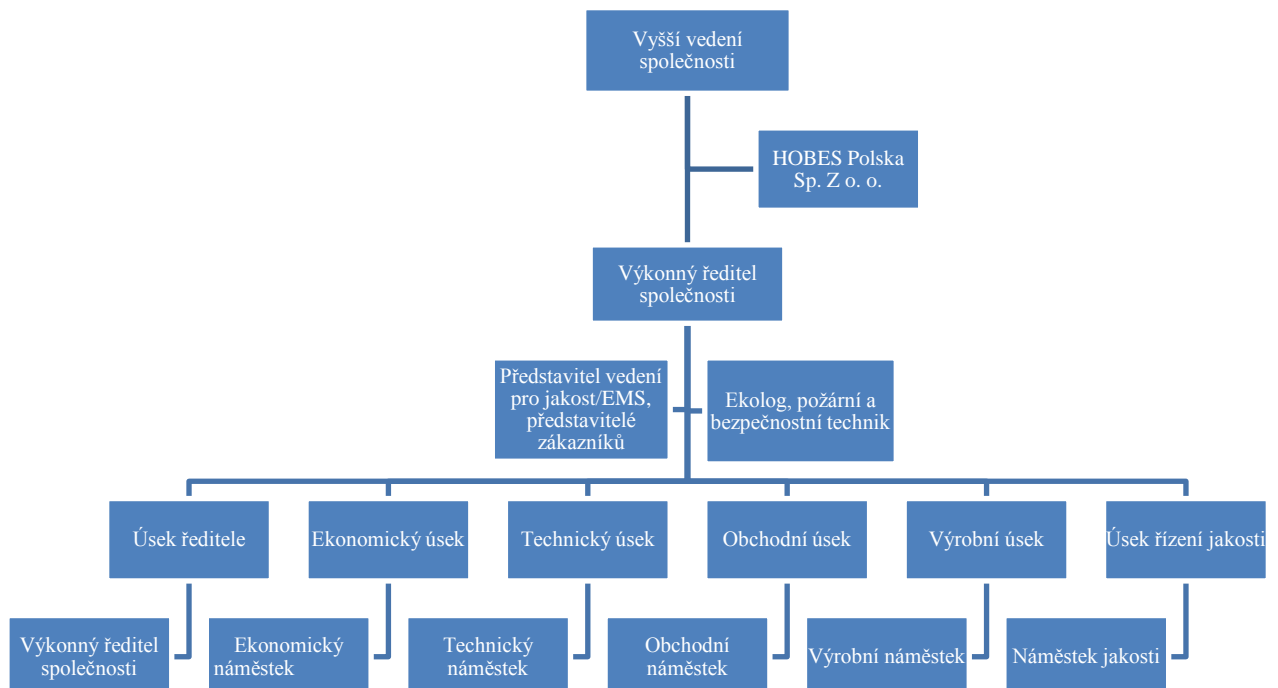 Vyšší vedení
společnosti
HOBES Polska
Sp. Z o. o.
Výkonný ředitel
společnosti
Představitel vedení
pro jakost/EMS,
představitelé
zákazníků
Ekolog, požární a
bezpečnostní technik
Úsek ředitele
Ekonomický úsek
Technický úsek
Obchodní úsek
Výrobní úsek
Úsek řízení jakosti
Výkonný ředitel
společnosti
Ekonomický
náměstek
Technický
náměstek
Obchodní
náměstek
Výrobní náměstek
Náměstek jakosti